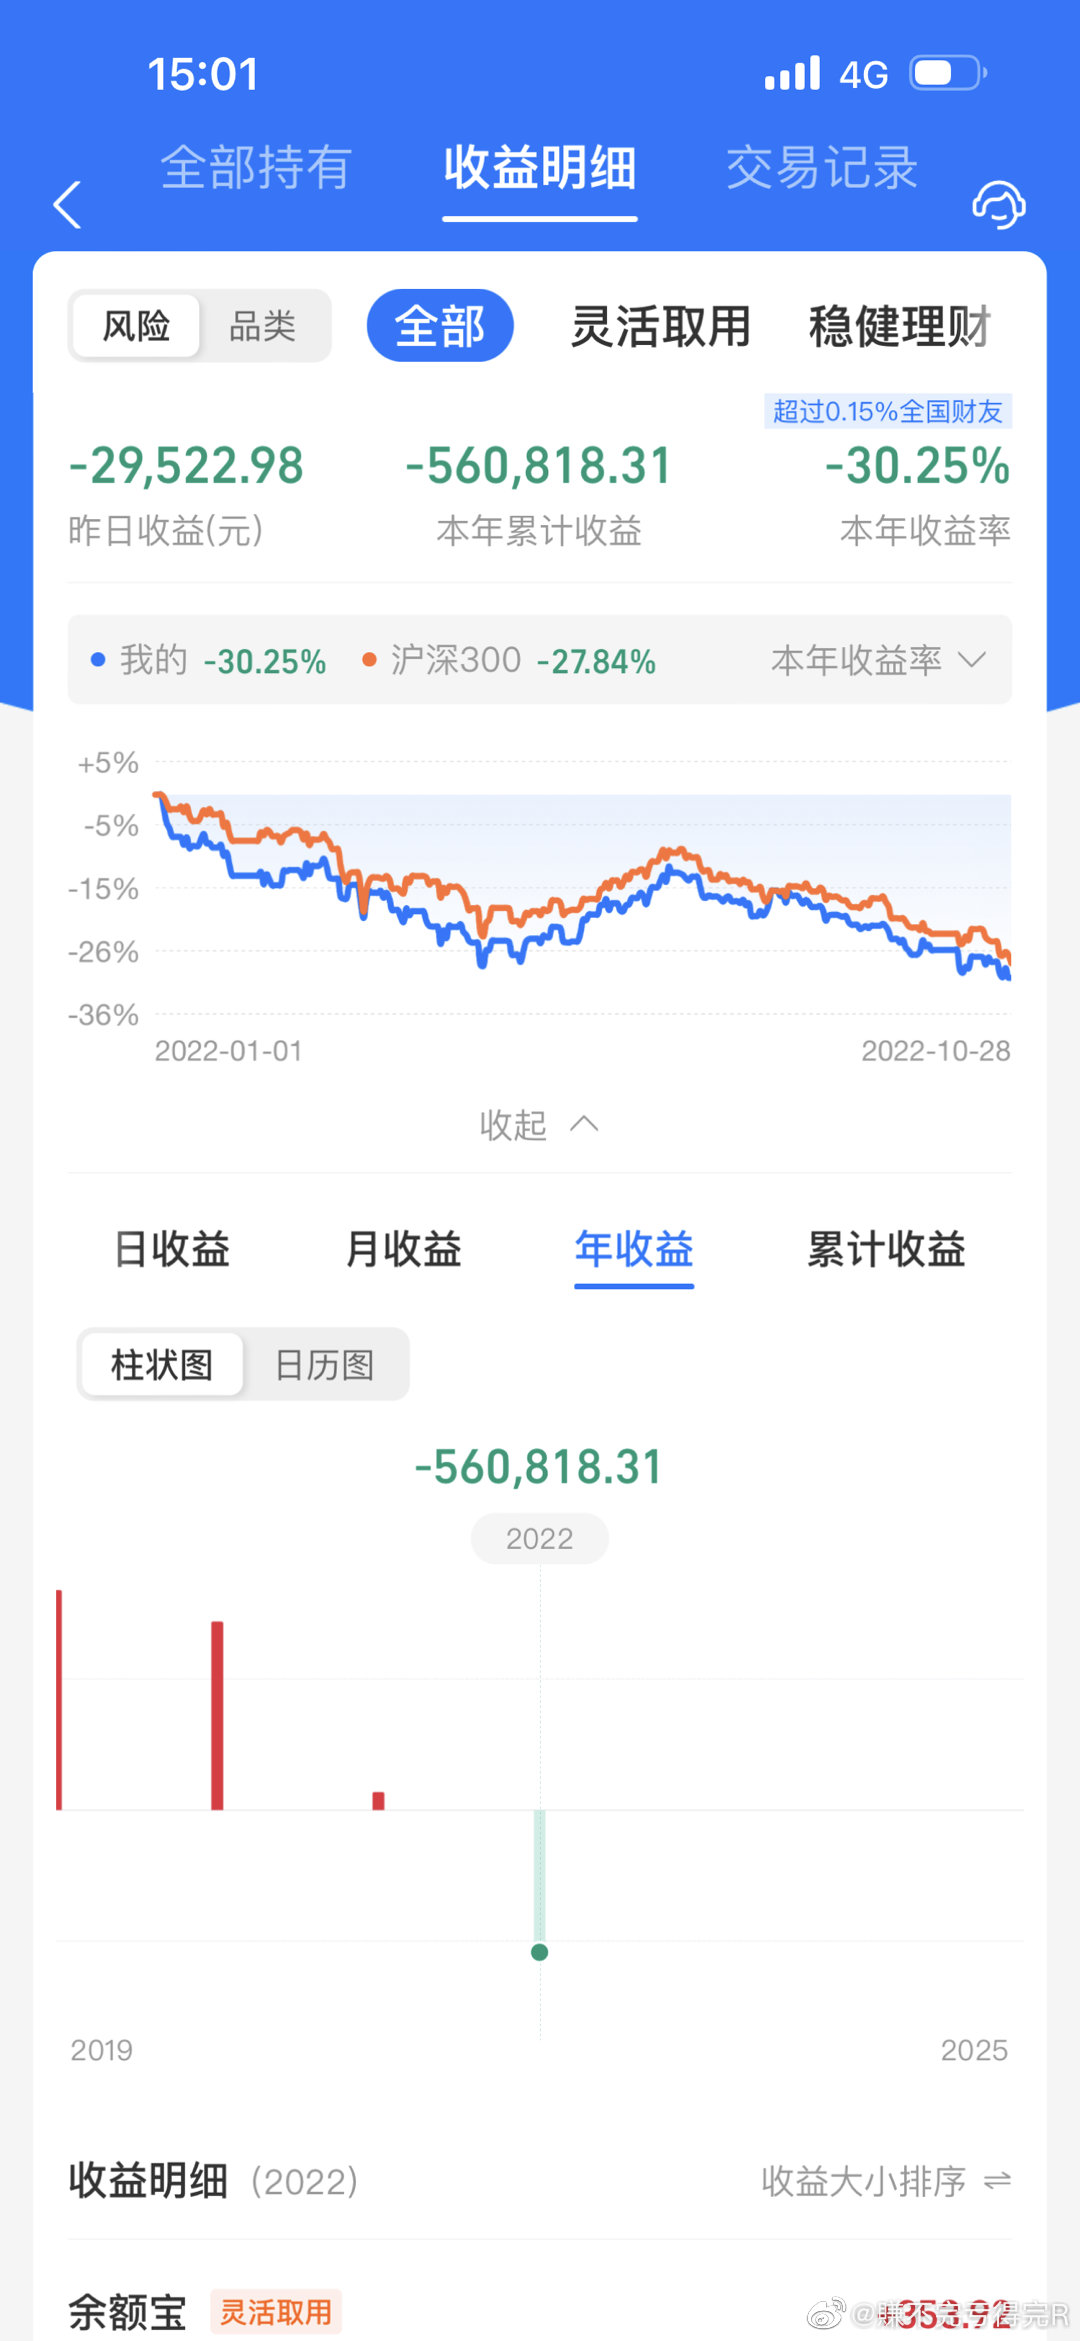 15:01 4G
全部持有 收益明细 交易记录
风险 品类 全部 灵活取用 稳健理财
超过0.15%全国财友
-29,522.98 -560,818.31 -30.25%
昨日收益(元) 本年累计收益 本年收益率
我的 -30.25% 沪深300 -27.84% 本年收益率
+5%
-5%
-15%
-26%
-36%
2022-01-01 2022-10-28
收起
日收益 月收益 年收益 累计收益
柱状图 日历图
-560,818.31
2022
2019 2025
收益明细 (2022) 收益大小排序
余额宝 灵活取用 +353.92